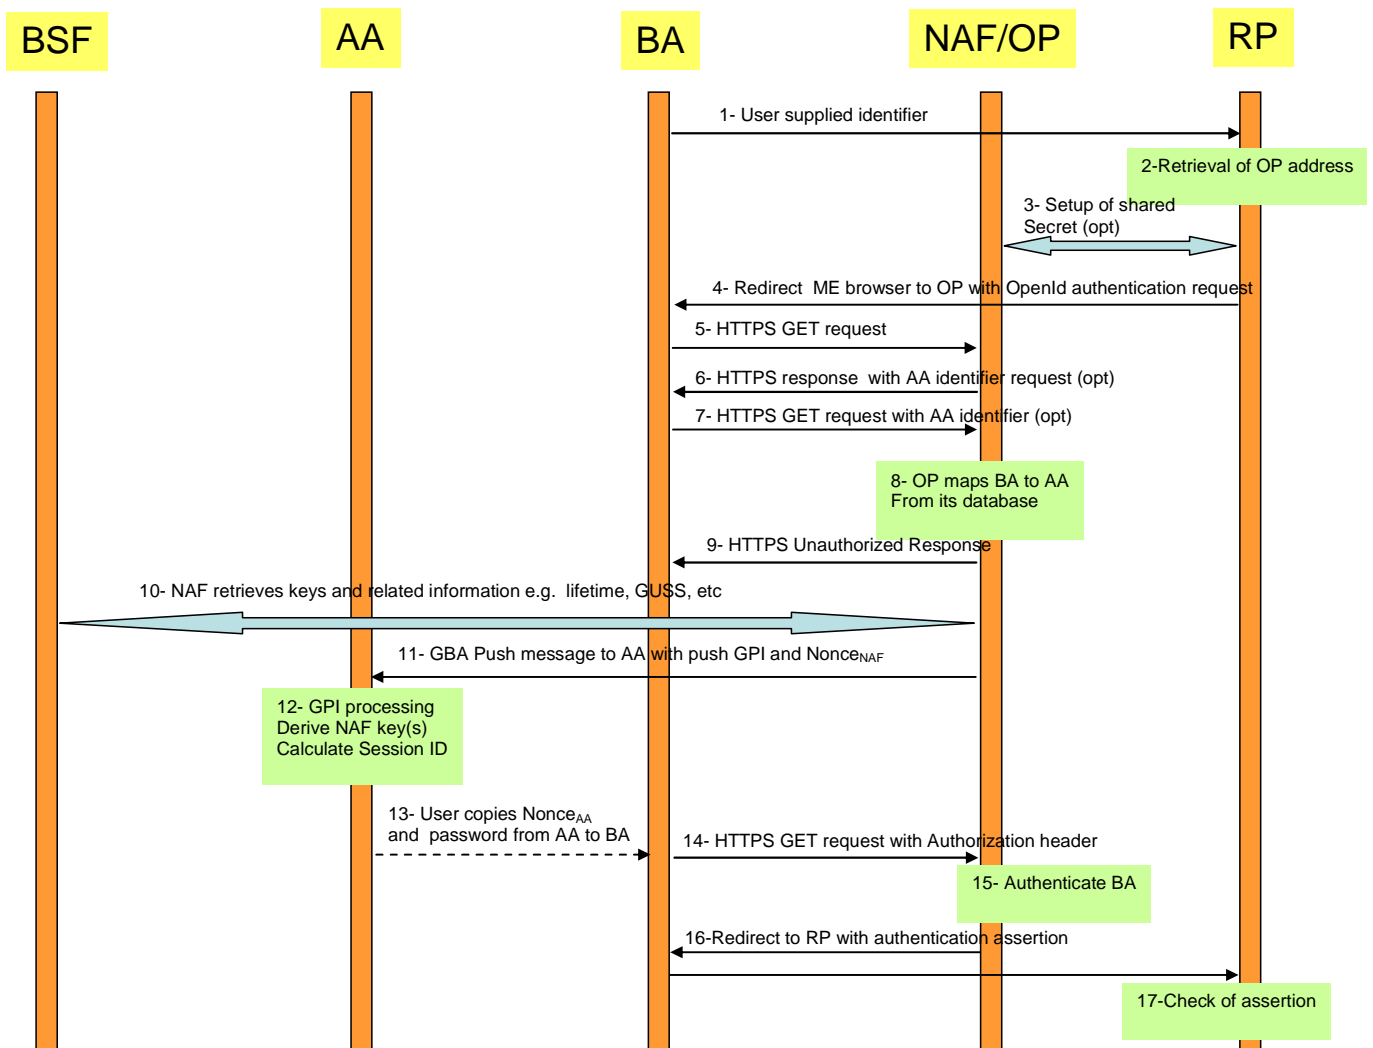 BSF
AA
BA
NAF/OP
RP
1- User supplied identifier
2-Retrieval of OP address
3- Setup of shared
Secret (opt)
4- Redirect  ME browser to OP with OpenId authentication request
5- HTTPS GET request
6- HTTPS response  with AA identifier request (opt)
7- HTTPS GET request with AA identifier (opt)
8- OP maps BA to AA
From its database
9- HTTPS Unauthorized Response
10- NAF retrieves keys and related information e.g.  lifetime, GUSS, etc
11- GBA Push message to AA with push GPI and NonceNAF
12- GPI processing
Derive NAF key(s)
Calculate Session ID
13- User copies NonceAA
and  password from AA to BA
14- HTTPS GET request with Authorization header
15- Authenticate BA
16-Redirect to RP with authentication assertion
17-Check of assertion